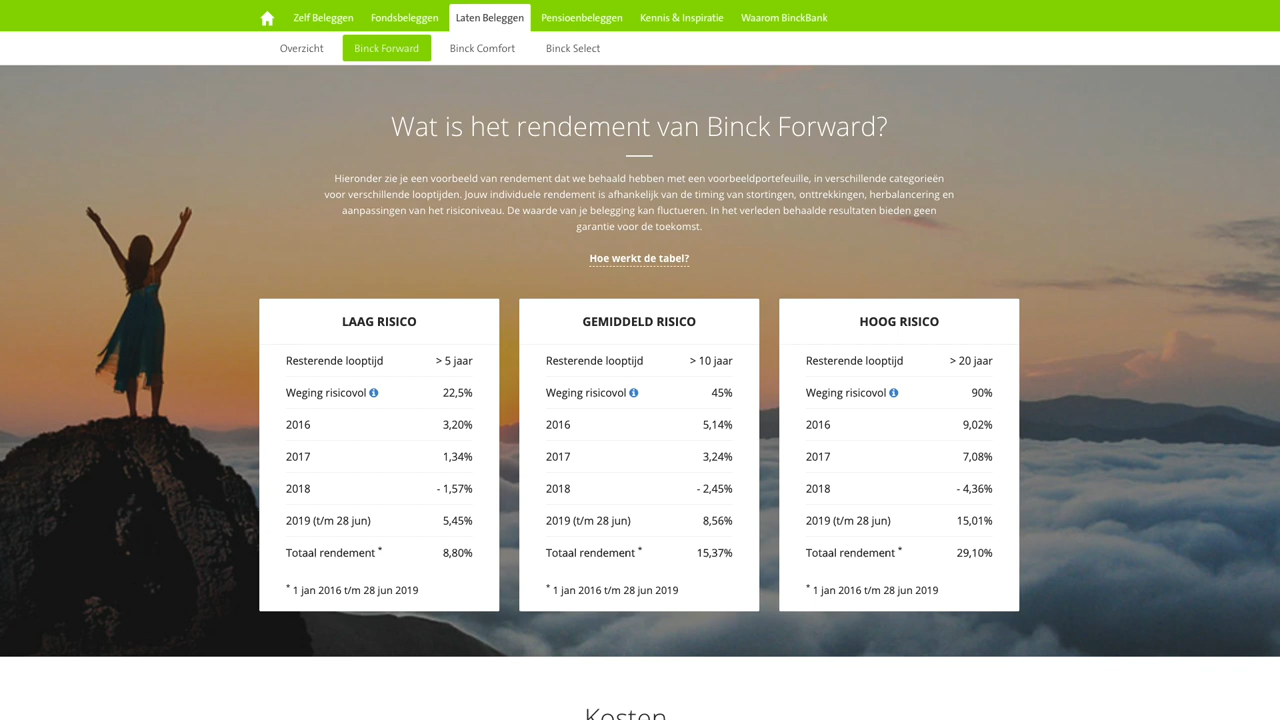 Zelf Beleggen Fondsbeleggen Laten Beleggen Pensioenbeleggen Kennis & Inspiratie Waarom BinckBank
Overzicht Binck Forward Binck Comfort Binck Select
Wat is het rendement van Binck Forward?
Hieronder zie je een voorbeeld van rendement dat we behaald hebben met een voorbeeldportefeuille, in verschillende categorieën
voor verschillende looptijden. Jouw individuele rendement is afhankelijk van de timing van stortingen, onttrekkingen, herbalancering en
aanpassingen van het risiconiveau. De waarde van je belegging kan fluctueren. In het verleden behaalde resultaten bieden geen
garantie voor de toekomst.
Hoe werkt de tabel?
LAAG RISICO
Resterende looptijd > 5 jaar
Weging risicovol 22,5%
2016 3,20%
2017 1,34%
2018 - 1,57%
2019 (t/m 28 jun) 5,45%
Totaal rendement * 8,80%
* 1 jan 2016 t/m 28 jun 2019
GEMIDDELD RISICO
Resterende looptijd > 10 jaar
Weging risicovol 45%
2016 5,14%
2017 3,24%
2018 - 2,45%
2019 (t/m 28 jun) 8,56%
Totaal rendement * 15,37%
* 1 jan 2016 t/m 28 jun 2019
HOOG RISICO
Resterende looptijd > 20 jaar
Weging risicovol 90%
2016 9,02%
2017 7,08%
2018 - 4,36%
2019 (t/m 28 jun) 15,01%
Totaal rendement * 29,10%
* 1 jan 2016 t/m 28 jun 2019
Kosten